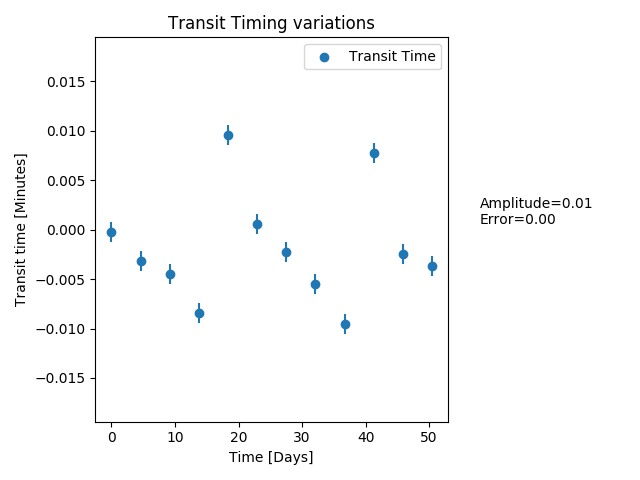 Transit Timing variations
Transit Time
0.015
0.010
0.005
0.000
−0.005
−0.010
−0.015
Transit time [Minutes]
0
10
20
30
40
50
Time [Days]
Amplitude=0.01
Error=0.00